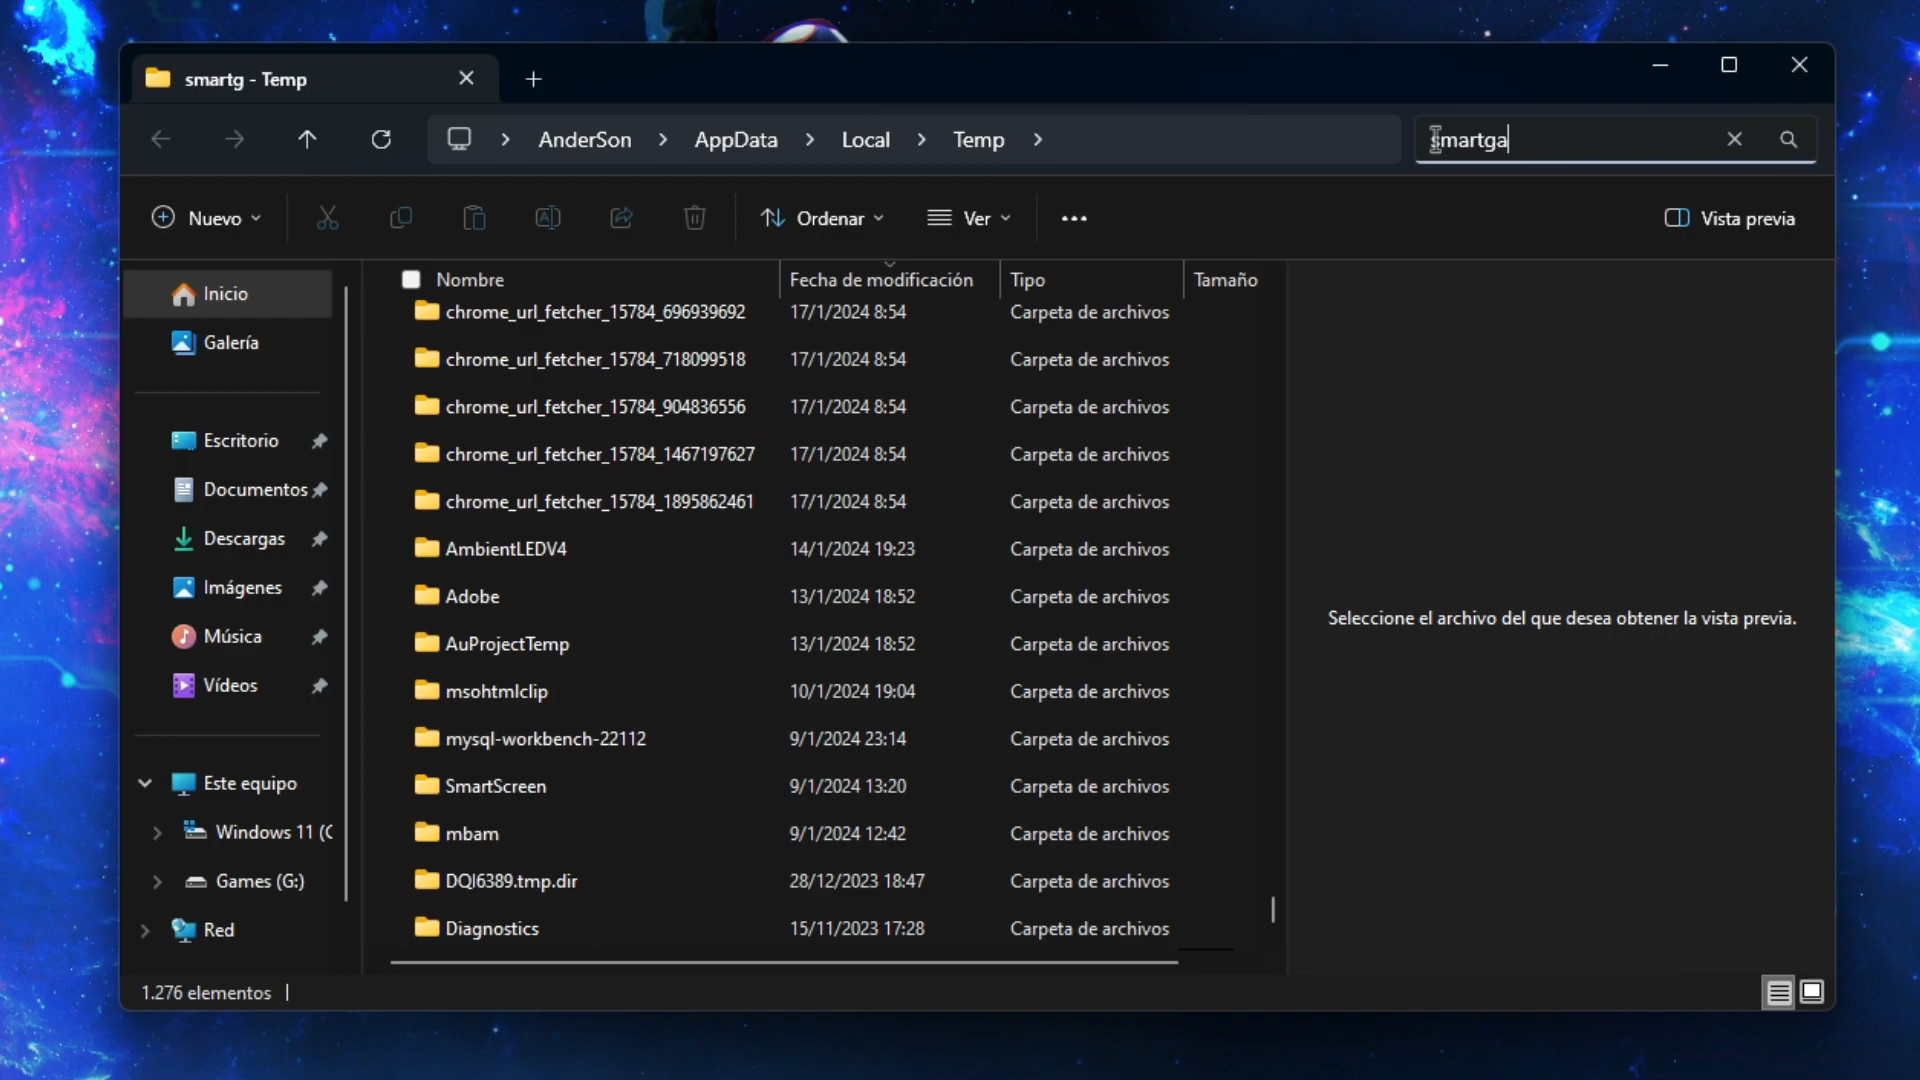 smartg - Temp
AnderSon > AppData > Local > Temp >
smartga
Nuevo
Ordenar
Ver
Vista previa
Inicio
Galería
Escritorio
Documentos
Descargas
Imágenes
Música
Vídeos
Este equipo
Windows 11 (C
Games (G:)
Red
Nombre Fecha de modificación Tipo Tamaño
chrome_url_fetcher_15784_696939692 17/1/2024 8:54 Carpeta de archivos
chrome_url_fetcher_15784_718099518 17/1/2024 8:54 Carpeta de archivos
chrome_url_fetcher_15784_904836556 17/1/2024 8:54 Carpeta de archivos
chrome_url_fetcher_15784_1467197627 17/1/2024 8:54 Carpeta de archivos
chrome_url_fetcher_15784_1895862461 17/1/2024 8:54 Carpeta de archivos
AmbientLEDV4 14/1/2024 19:23 Carpeta de archivos
Adobe 13/1/2024 18:52 Carpeta de archivos
AuProjectTemp 13/1/2024 18:52 Carpeta de archivos
msohtmlclip 10/1/2024 19:04 Carpeta de archivos
mysql-workbench-22112 9/1/2024 23:14 Carpeta de archivos
SmartScreen 9/1/2024 13:20 Carpeta de archivos
mbam 9/1/2024 12:42 Carpeta de archivos
DQI6389.tmp.dir 28/12/2023 18:47 Carpeta de archivos
Diagnostics 15/11/2023 17:28 Carpeta de archivos
Seleccione el archivo del que desea obtener la vista previa.
1.276 elementos